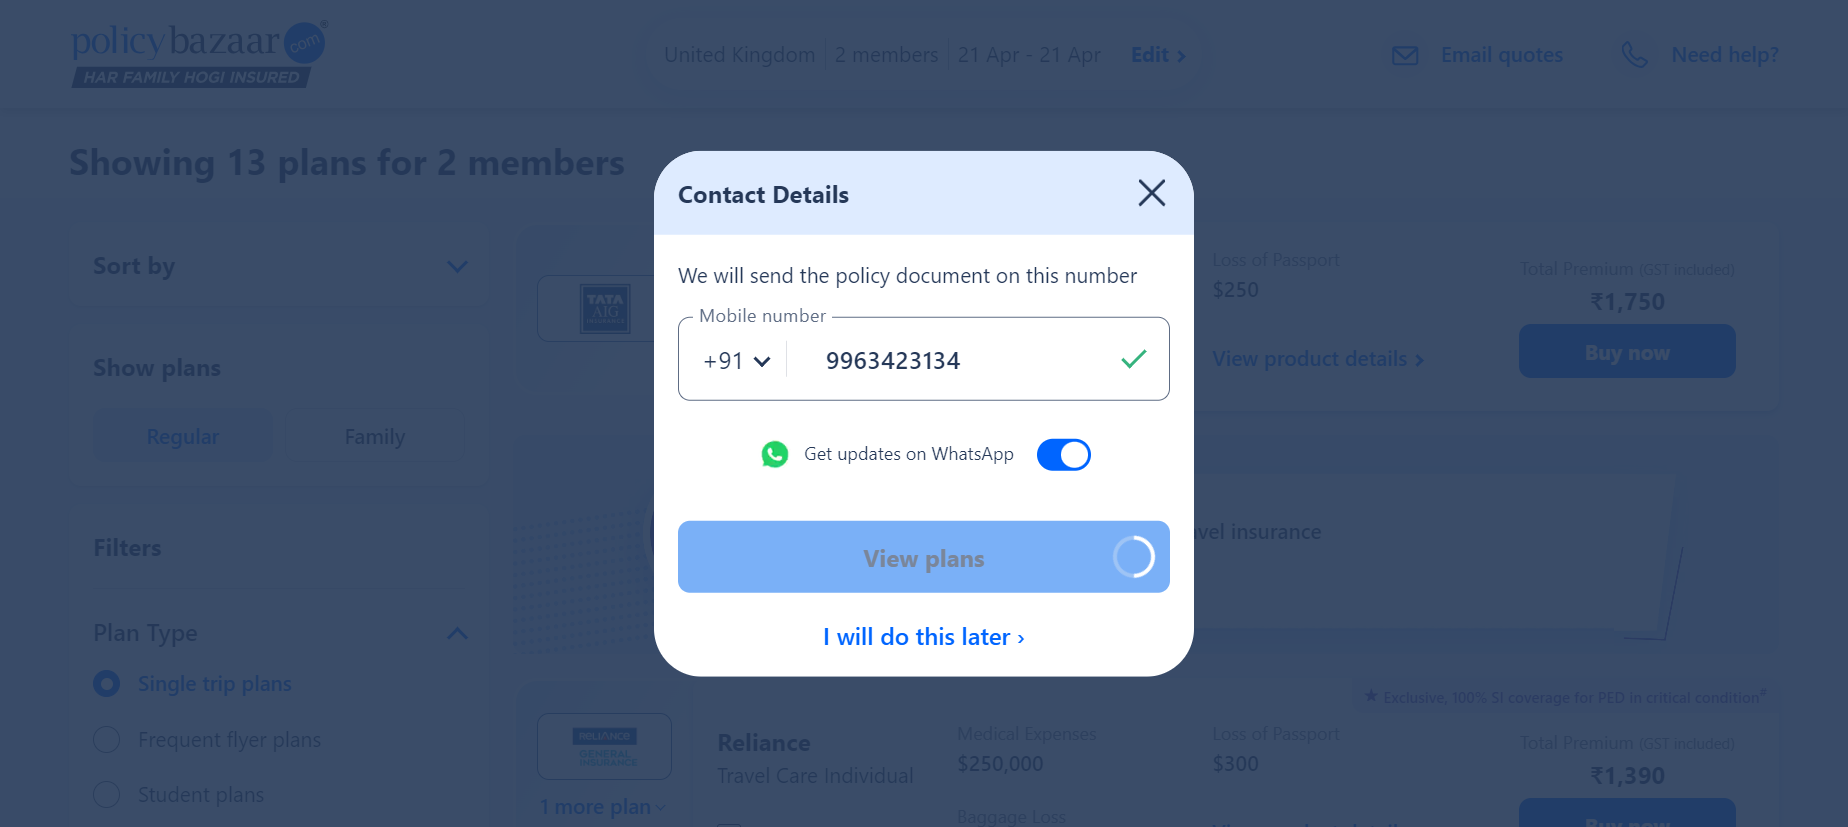 policybazaar.com®
HAR FAMILY HOGI INSURED
United Kingdom 2 members 21 Apr - 21 Apr Edit ›
Email quotes
Need help?
Showing 13 plans for 2 members
Sort by
Show plans
Regular Family
Filters
Plan Type
Single trip plans
Frequent flyer plans
Student plans
TATA
AIG
INSURANCE
Loss of Passport
$250
View product details ›
Total Premium (GST included)
₹1,750
Buy now
Contact Details
We will send the policy document on this number
Mobile number
+91 9963423134
Get updates on WhatsApp
View plans
I will do this later ›
vel insurance
★ Exclusive, 100% SI coverage for PED in critical condition#
RELIANCE
GENERAL
INSURANCE
1 more plan
Reliance
Travel Care Individual
Medical Expenses
$250,000
Baggage Loss
Loss of Passport
$300
Total Premium (GST included)
₹1,390
Buy now